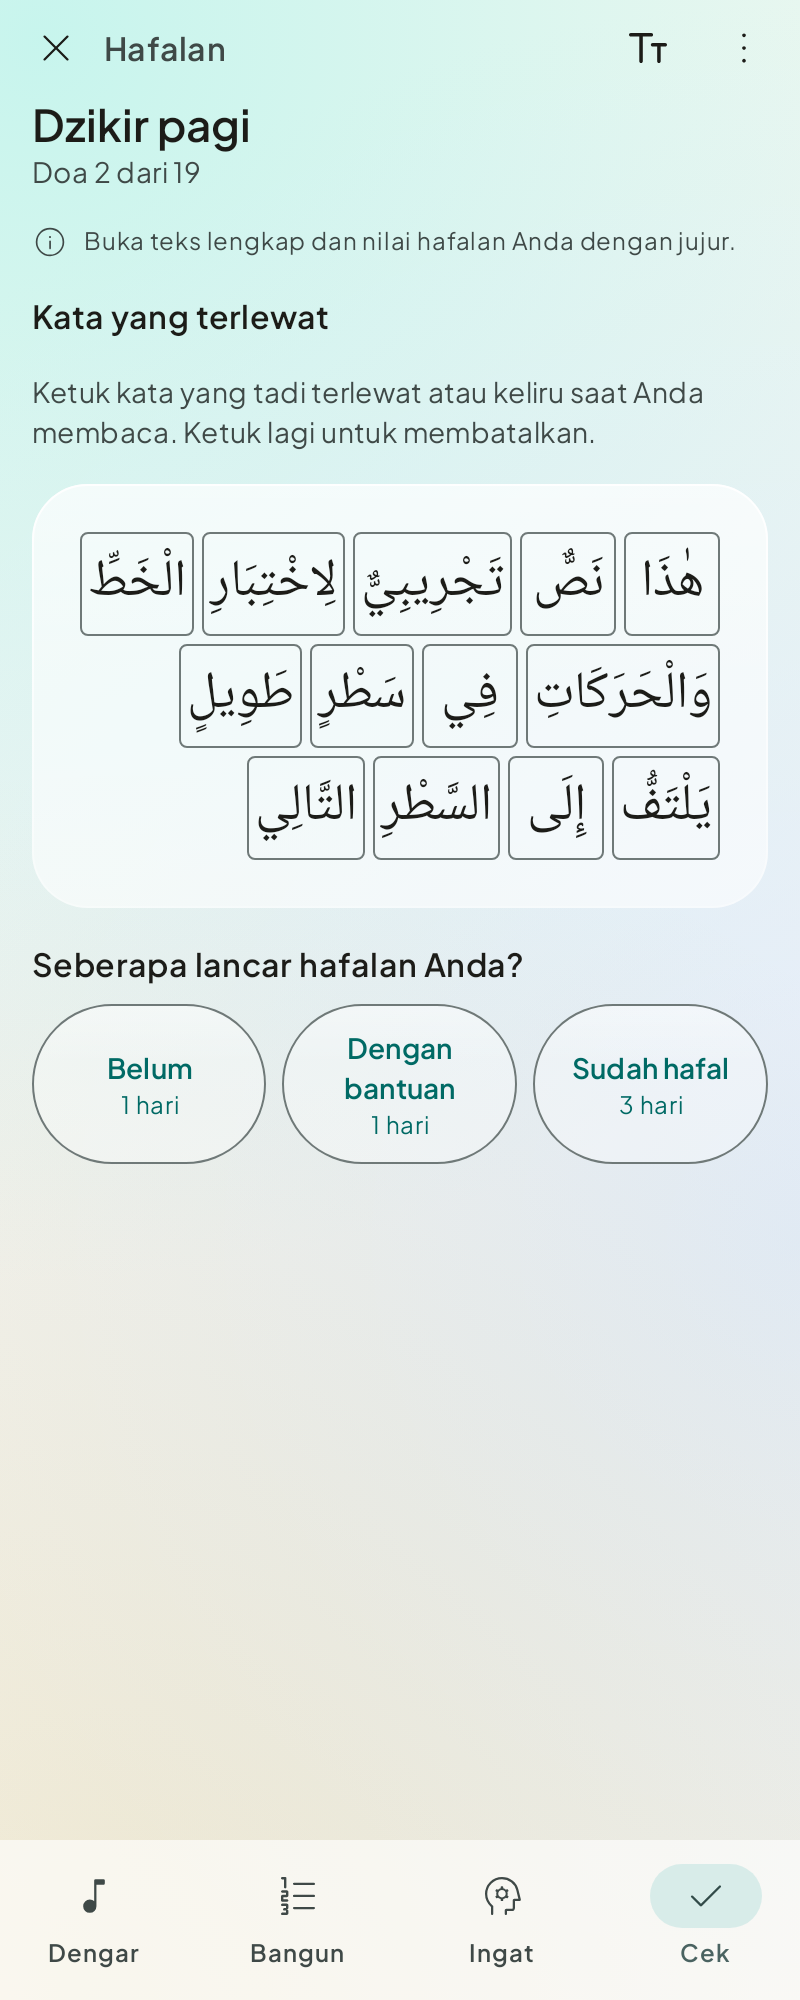 Hafalan
Dzikir pagi
Doa 2 dari 19
Buka teks lengkap dan nilai hafalan Anda dengan jujur.
Kata yang terlewat
Ketuk kata yang tadi terlewat atau keliru saat Anda
membaca. Ketuk lagi untuk membatalkan.
هٰذَا نَصٌّ تَجْرِيبِيٌّ لِاخْتِبَارِ الْخَطِّ
وَالْحَرَكَاتِ فِي سَطْرٍ طَوِيلٍ
يَلْتَفُّ إِلَى السَّطْرِ التَّالِي
Seberapa lancar hafalan Anda?
Belum
1 hari
Dengan
bantuan
1 hari
Sudah hafal
3 hari
Dengar
Bangun
Ingat
Cek